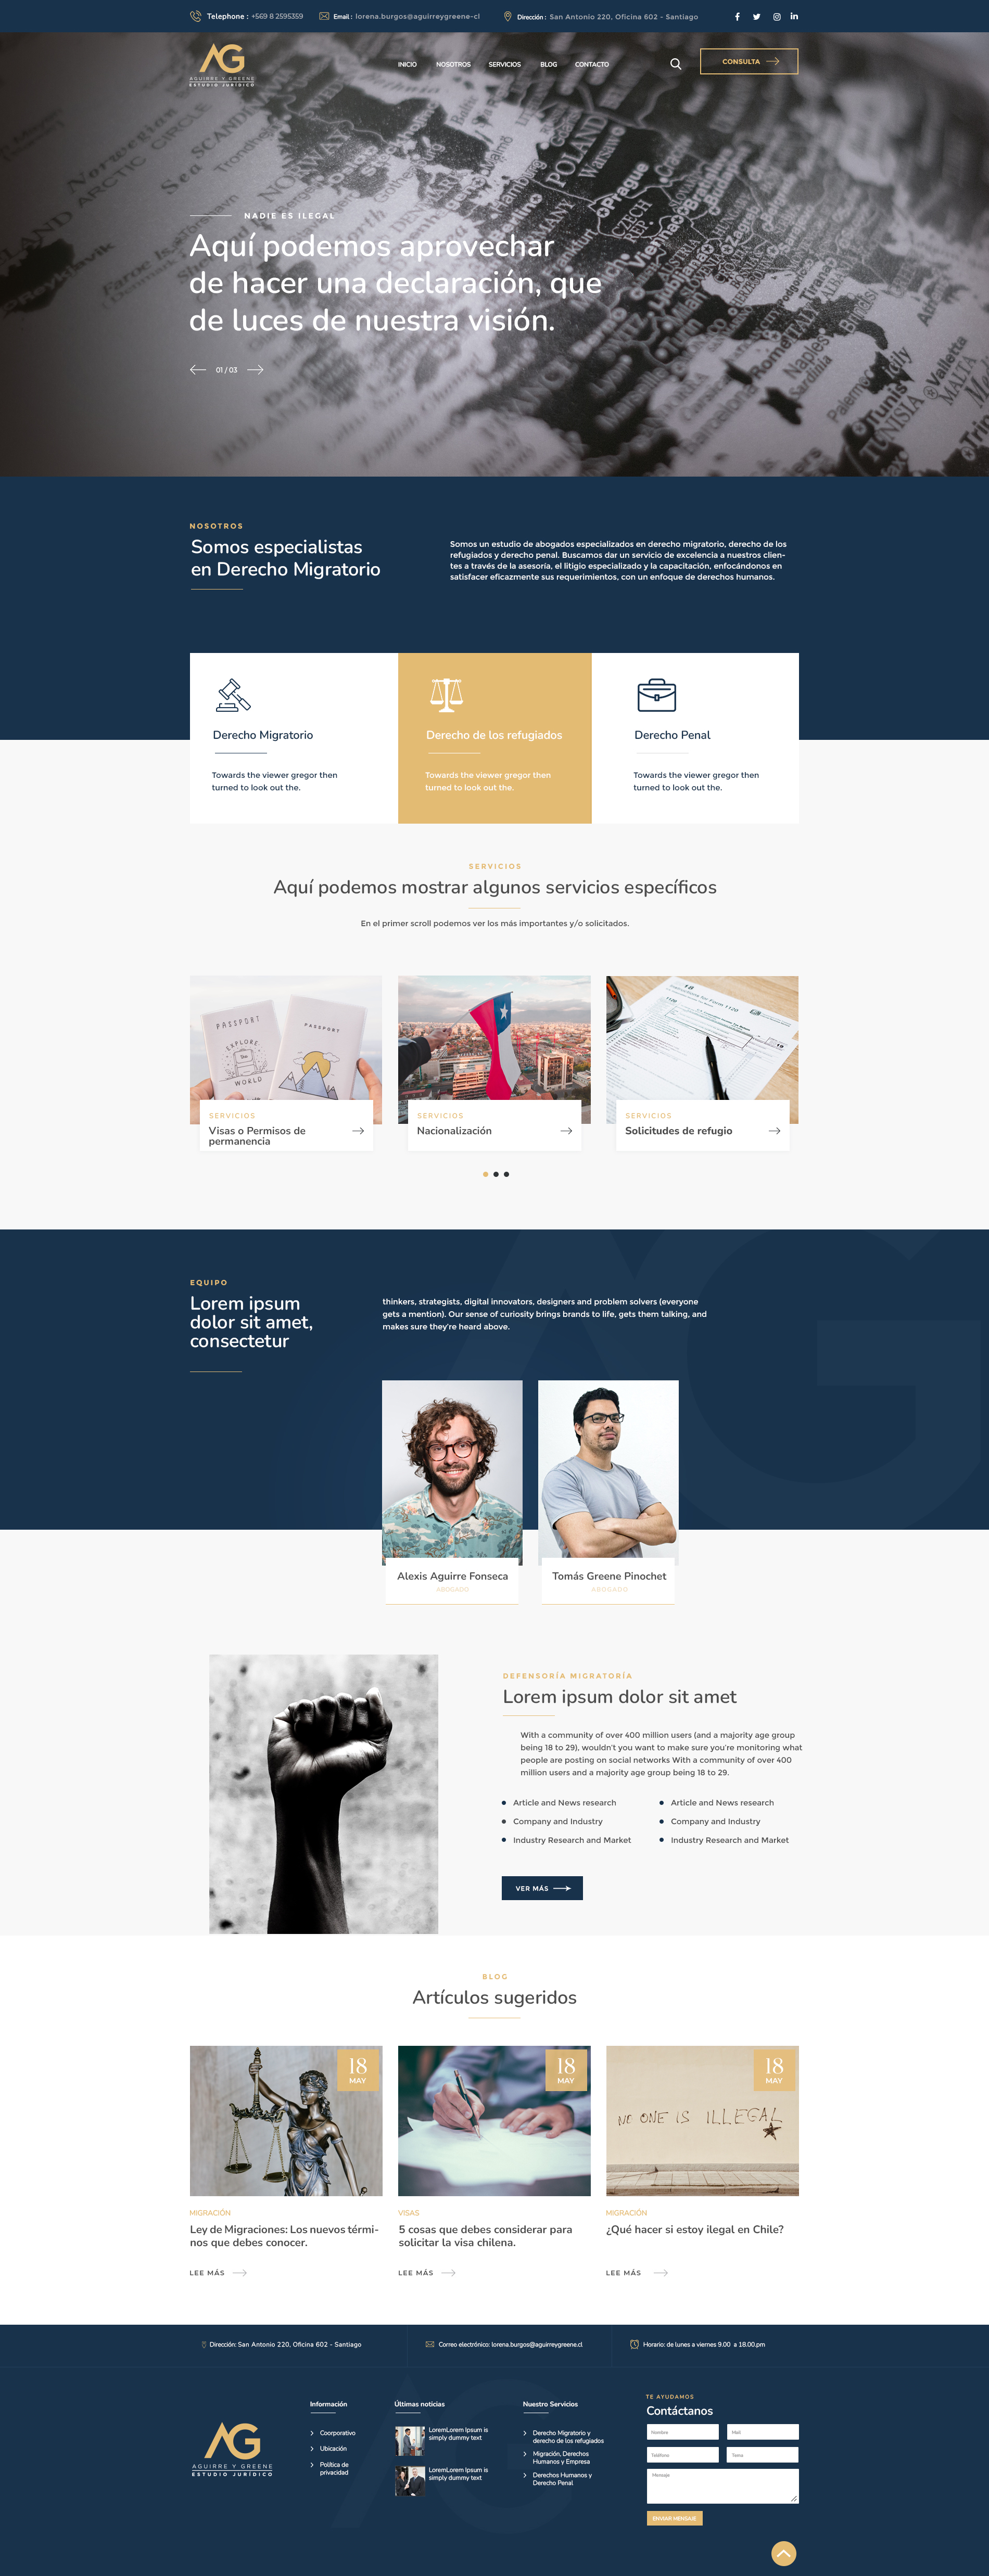 Telephone : +569 8 2595359
Email : lorena.burgos@aguirreygreene-cl
Dirección : San Antonio 220, Oficina 602 - Santiago
AG
AGUIRRE Y GREENE
ESTUDIO JURÍDICO
INICIO NOSOTROS SERVICIOS BLOG CONTACTO
CONSULTA
NADIE ES ILEGAL
Aquí podemos aprovechar
de hacer una declaración, que
de luces de nuestra visión.
01 / 03
NOSOTROS
Somos especialistas
en Derecho Migratorio
Somos un estudio de abogados especializados en derecho migratorio, derecho de los
refugiados y derecho penal. Buscamos dar un servicio de excelencia a nuestros clien-
tes a través de la asesoría, el litigio especializado y la capacitación, enfocándonos en
satisfacer eficazmente sus requerimientos, con un enfoque de derechos humanos.
Derecho Migratorio
Towards the viewer gregor then
turned to look out the.
Derecho de los refugiados
Towards the viewer gregor then
turned to look out the.
Derecho Penal
Towards the viewer gregor then
turned to look out the.
SERVICIOS
Aquí podemos mostrar algunos servicios específicos
En el primer scroll podemos ver los más importantes y/o solicitados.
PASSPORT
EXPLORE
WORLD
PASSPORT
SERVICIOS
Visas o Permisos de
permanencia
SERVICIOS
Nacionalización
SERVICIOS
Solicitudes de refugio
EQUIPO
Lorem ipsum
dolor sit amet,
consectetur
thinkers, strategists, digital innovators, designers and problem solvers (everyone
gets a mention). Our sense of curiosity brings brands to life, gets them talking, and
makes sure they're heard above.
Alexis Aguirre Fonseca
ABOGADO
Tomás Greene Pinochet
ABOGADO
DEFENSORÍA MIGRATORÍA
Lorem ipsum dolor sit amet
With a community of over 400 million users (and a majority age group
being 18 to 29), wouldn't you want to make sure you're monitoring what
people are posting on social networks With a community of over 400
million users and a majority age group being 18 to 29.
Article and News research
Company and Industry
Industry Research and Market
Article and News research
Company and Industry
Industry Research and Market
VER MÁS
BLOG
Artículos sugeridos
18
MAY
18
MAY
18
MAY
NO ONE IS ILLEGAL
MIGRACIÓN
Ley de Migraciones: Los nuevos térmi-
nos que debes conocer.
LEE MÁS
VISAS
5 cosas que debes considerar para
solicitar la visa chilena.
LEE MÁS
MIGRACIÓN
¿Qué hacer si estoy ilegal en Chile?
LEE MÁS
Dirección: San Antonio 220, Oficina 602 - Santiago
Correo electrónico: lorena.burgos@aguirreygreene.cl
Horario: de lunes a viernes 9.00 a 18.00.pm
AG
AGUIRRE Y GREENE
ESTUDIO JURÍDICO
Información
Coorporativo
Ubicación
Política de
privacidad
Últimas noticias
LoremLorem Ipsum is
simply dummy text
LoremLorem Ipsum is
simply dummy text
Nuestro Servicios
Derecho Migratorio y
derecho de los refugiados
Migración, Derechos
Humanos y Empresa
Derechos Humanos y
Derecho Penal
TE AYUDAMOS
Contáctanos
Nombre
Mail
Teléfono
Tema
Mensaje
ENVIAR MENSAJE